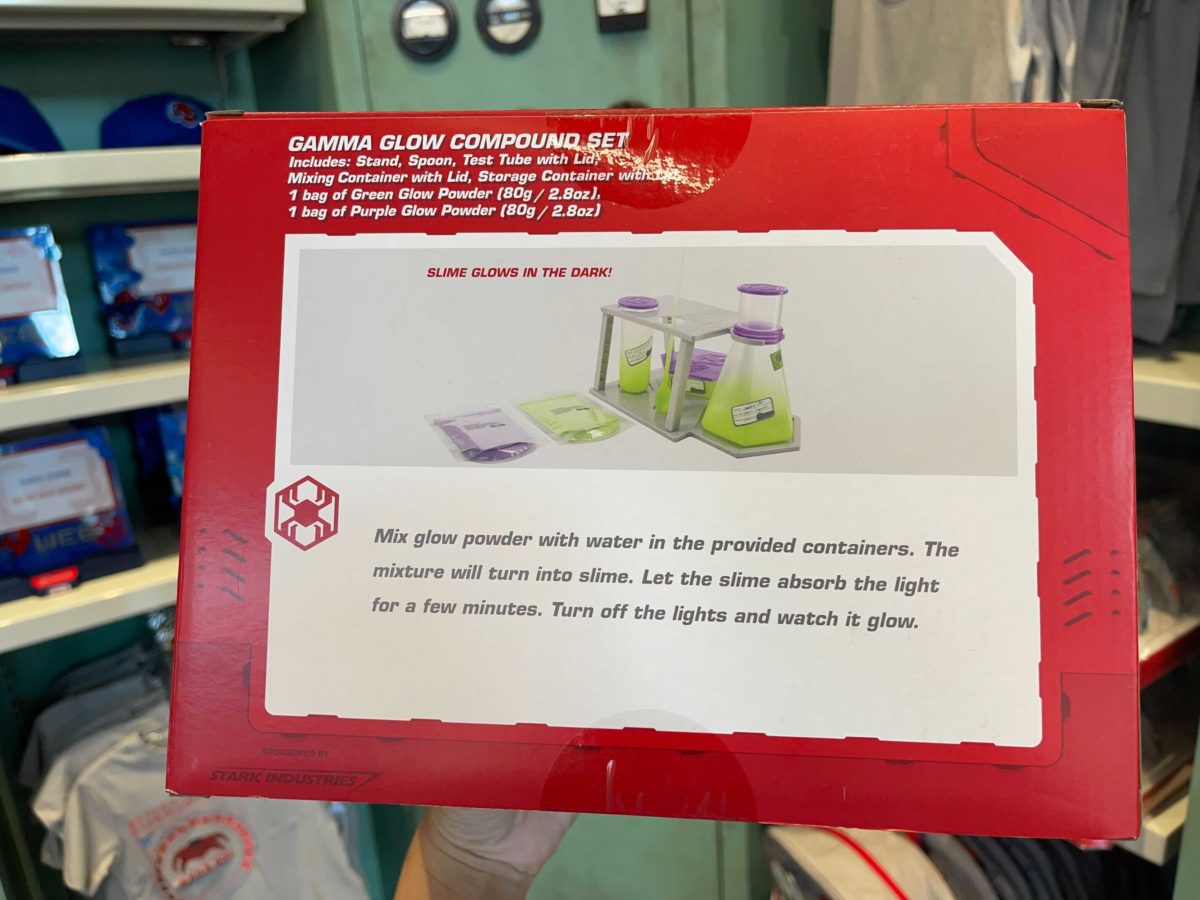 GAMMA GLOW COMPOUND SET
Includes: Stand, Spoon, Test Tube with Lid,
Mixing Container with Lid, Storage Container with
1 bag of Green Glow Powder (80g / 2.8oz),
1 bag of Purple Glow Powder (80g / 2.8oz)
SLIME GLOWS IN THE DARK!
Mix glow powder with water in the provided containers. The
mixture will turn into slime. Let the slime absorb the light
for a few minutes. Turn off the lights and watch it glow.
SPONSORED BY
STARK INDUSTRIES
WEB